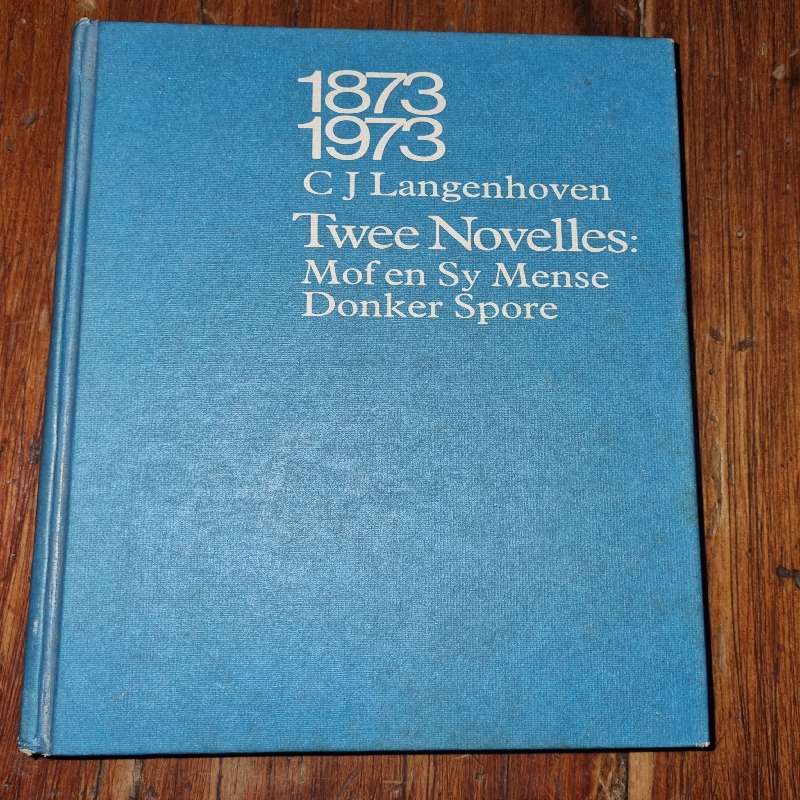 1873
1973
C J Langenhoven
Twee Novelles:
Mof en Sy Mense
Donker Spore